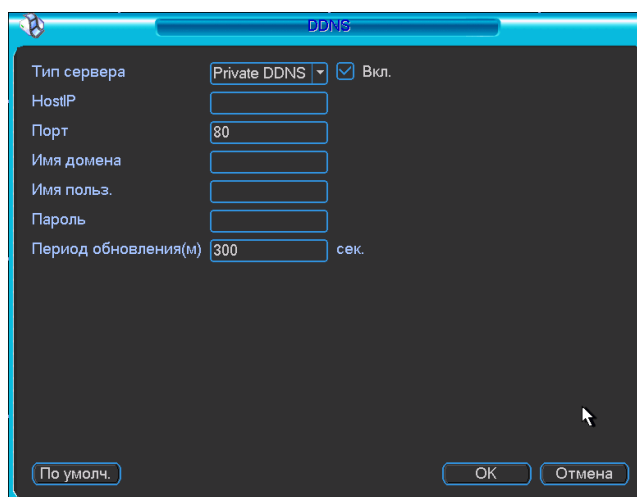 DDNS
Тип сервера Private DDNS Вкл.
HostIP
Порт 80
Имя домена
Имя польз.
Пароль
Период обновления(м) 300 сек.
По умолч. OK Отмена